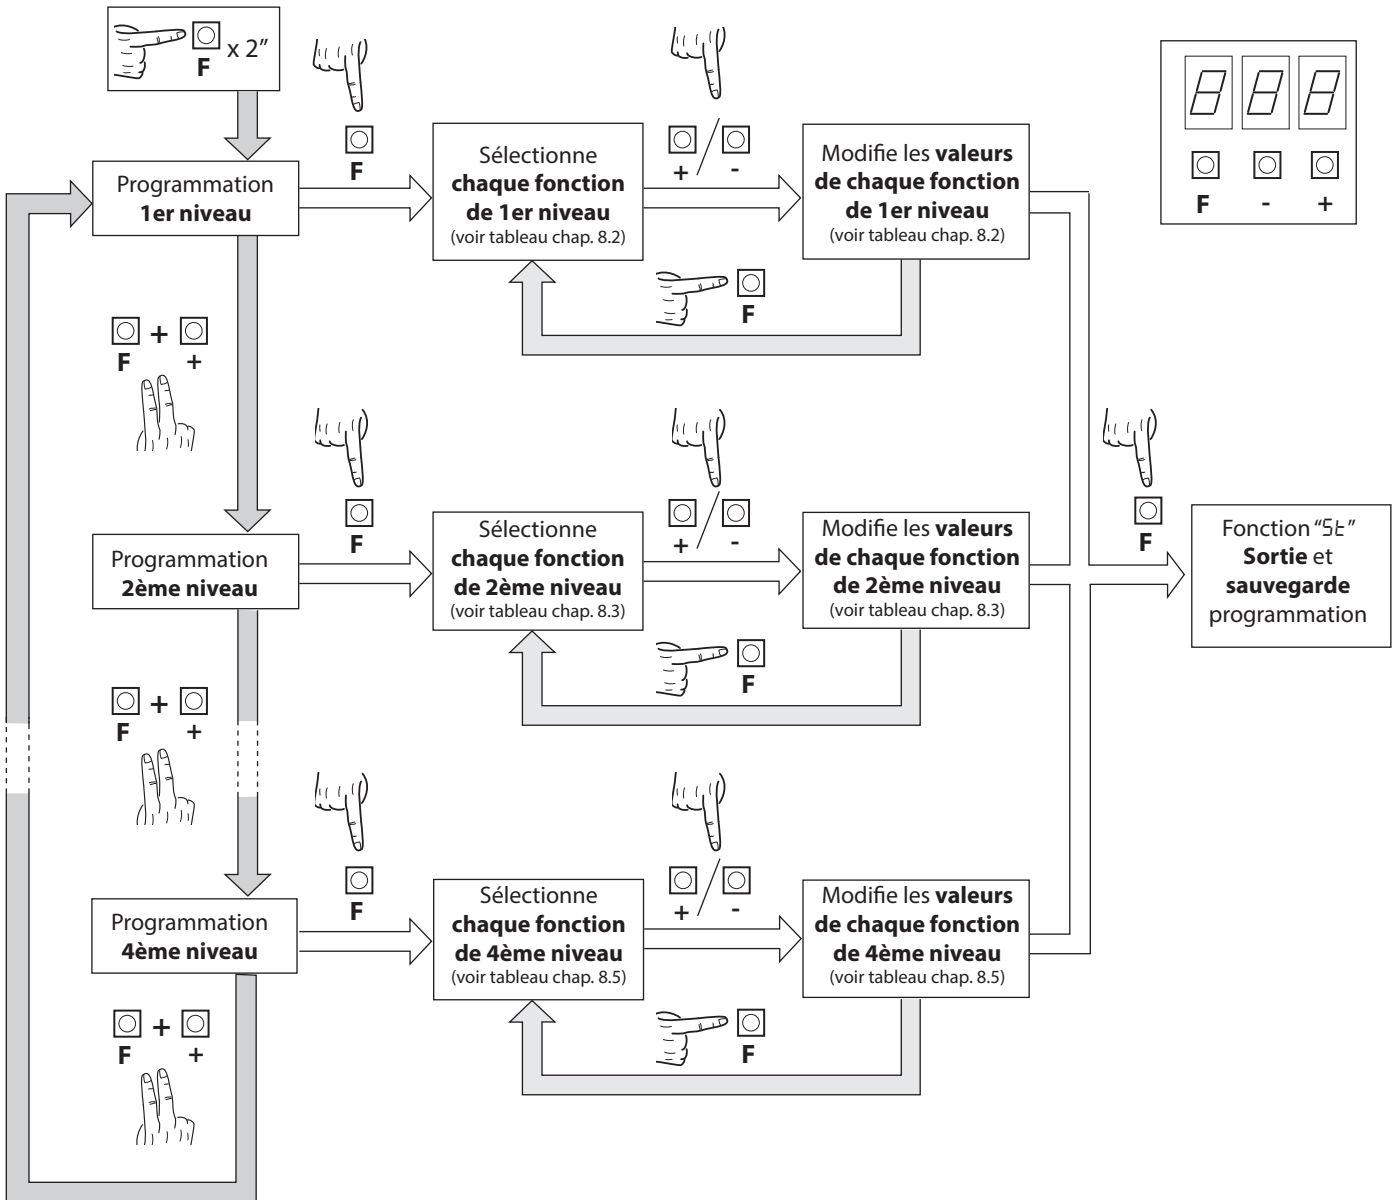 x 2”
F
Programmation
1er niveau
F
Sélectionne
chaque fonction
de 1er niveau
(voir tableau chap. 8.2)
+ / -
Modifie les valeurs
de chaque fonction
de 1er niveau
(voir tableau chap. 8.2)
F
F - +
F + +
Programmation
2ème niveau
F
Sélectionne
chaque fonction
de 2ème niveau
(voir tableau chap. 8.3)
+ / -
Modifie les valeurs
de chaque fonction
de 2ème niveau
(voir tableau chap. 8.3)
F
F
Fonction “St”
Sortie et
sauvegarde
programmation
F + +
Programmation
4ème niveau
F
Sélectionne
chaque fonction
de 4ème niveau
(voir tableau chap. 8.5)
+ / -
Modifie les valeurs
de chaque fonction
de 4ème niveau
(voir tableau chap. 8.5)
F
F + +